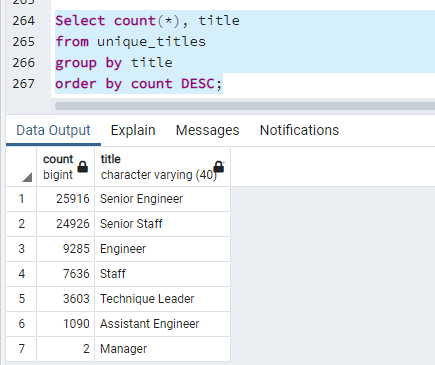 264 Select count(*), title
265 from unique_titles
266 group by title
267 order by count DESC;
Data Output Explain Messages Notifications
count title
bigint character varying (40)
1 25916 Senior Engineer
2 24926 Senior Staff
3 9285 Engineer
4 7636 Staff
5 3603 Technique Leader
6 1090 Assistant Engineer
7 2 Manager